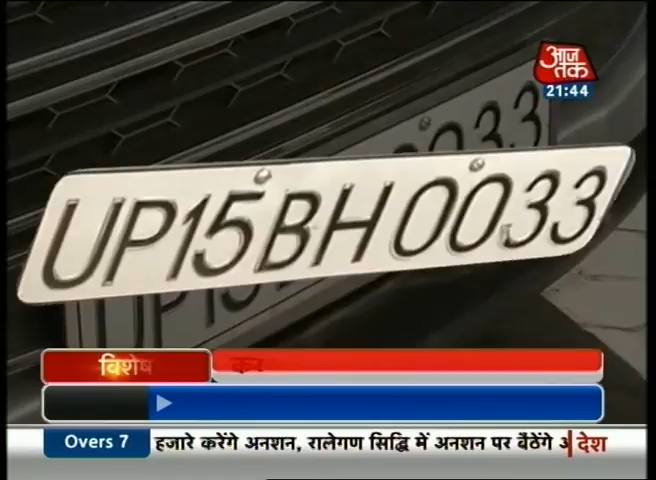 आज तक
21:44
UP15BH0033
विशेष
Overs 7 हजारे करेंगे अनशन, रालेगण सिद्धि में अनशन पर बैठेंगे
देश